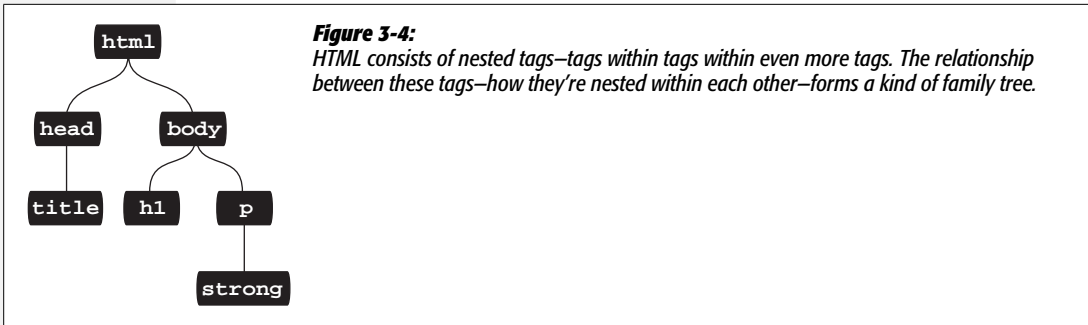 html
Figure 3-4:
HTML consists of nested tags—tags within tags within even more tags. The relationship
between these tags—how they're nested within each other—forms a kind of family tree.
head body
title h1 p
strong